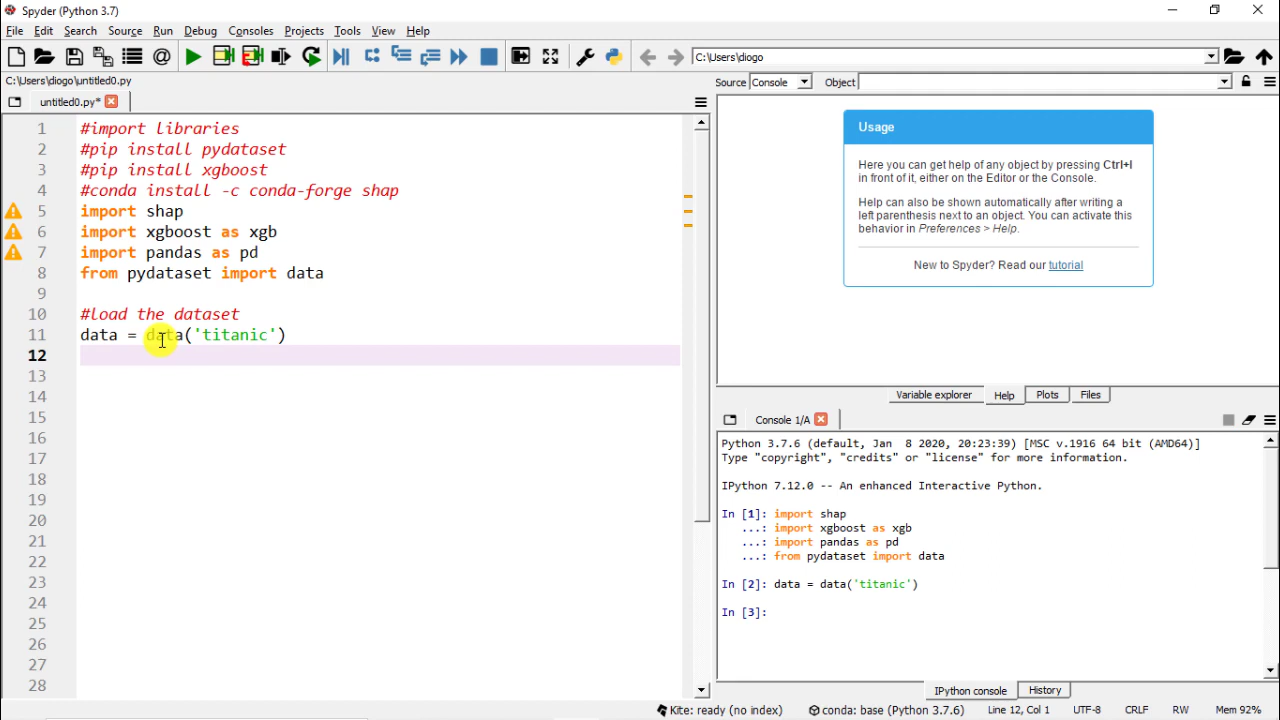 Spyder (Python 3.7)
File Edit Search Source Run Debug Consoles Projects Tools View Help
C:\Users\diogo
C:\Users\diogo\untitled0.py
untitled0.py*
1 #import libraries
2 #pip install pydataset
3 #pip install xgboost
4 #conda install -c conda-forge shap
5 import shap
6 import xgboost as xgb
7 import pandas as pd
8 from pydataset import data
9
10 #load the dataset
11 data = data('titanic')
12
13
14
15
16
17
18
19
20
21
22
23
24
25
26
27
28
Source Console Object
Usage
Here you can get help of any object by pressing Ctrl+I
in front of it, either on the Editor or the Console.
Help can also be shown automatically after writing a
left parenthesis next to an object. You can activate this
behavior in Preferences > Help.
New to Spyder? Read our tutorial
Variable explorer Help Plots Files
Console 1/A
Python 3.7.6 (default, Jan  8 2020, 20:23:39) [MSC v.1916 64 bit (AMD64)]
Type "copyright", "credits" or "license" for more information.
IPython 7.12.0 -- An enhanced Interactive Python.
In [1]: import shap
...: import xgboost as xgb
...: import pandas as pd
...: from pydataset import data
In [2]: data = data('titanic')
In [3]:
IPython console History
Kite: ready (no index) conda: base (Python 3.7.6) Line 12, Col 1 UTF-8 CRLF RW Mem 92%